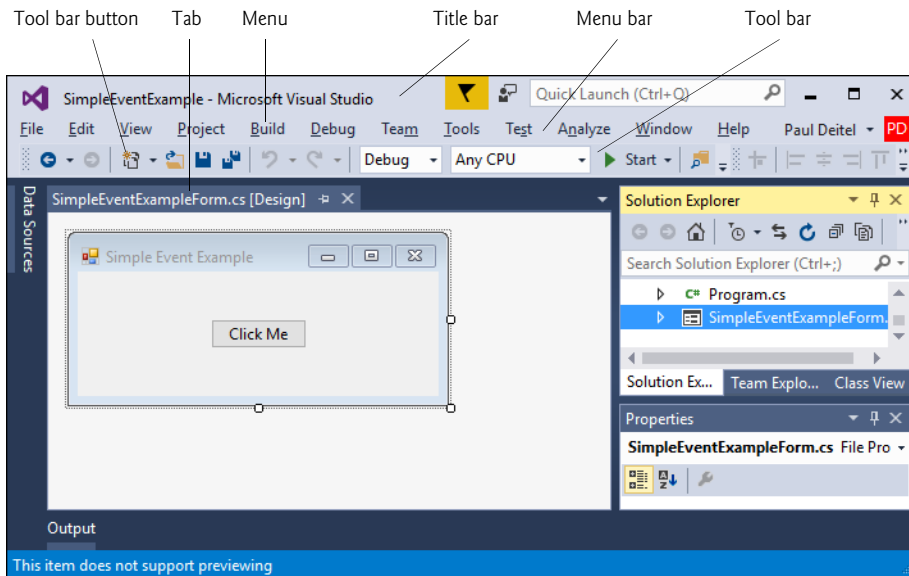 Tool bar button Tab Menu Title bar Menu bar Tool bar
SimpleEventExample - Microsoft Visual Studio Quick Launch (Ctrl+Q)
File Edit View Project Build Debug Team Tools Test Analyze Window Help Paul Deitel PD
Debug Any CPU Start
Data Sources
SimpleEventExampleForm.cs [Design]
Simple Event Example
Click Me
Solution Explorer
Search Solution Explorer (Ctrl+;)
C# Program.cs
SimpleEventExampleForm.
Solution Ex... Team Explo... Class View
Properties
SimpleEventExampleForm.cs File Pro
Output
This item does not support previewing